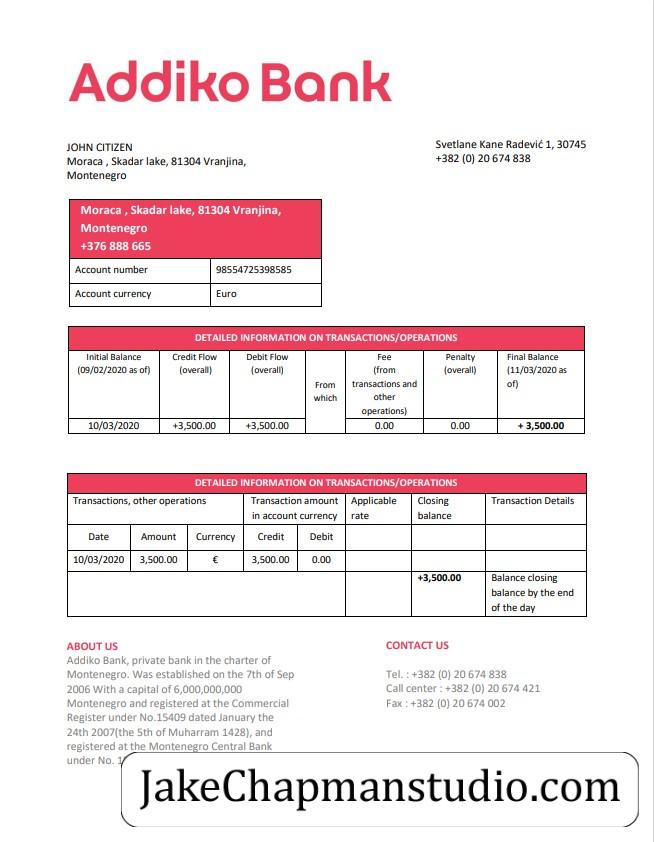 Addiko Bank
JOHN CITIZEN
Moraca , Skadar lake, 81304 Vranjina,
Montenegro
Svetlane Kane Radević 1, 30745
+382 (0) 20 674 838
Moraca , Skadar lake, 81304 Vranjina,
Montenegro
+376 888 665
Account number 98554725398585
Account currency Euro
DETAILED INFORMATION ON TRANSACTIONS/OPERATIONS
Initial Balance
(09/02/2020 as of)
Credit Flow
(overall)
Debit Flow
(overall)
From
which
Fee
(from
transactions and
other
operations)
Penalty
(overall)
Final Balance
(11/03/2020 as
of)
10/03/2020 +3,500.00 +3,500.00 0.00 0.00 + 3,500.00
DETAILED INFORMATION ON TRANSACTIONS/OPERATIONS
Transactions, other operations
Transaction amount
in account currency
Applicable
rate
Closing
balance
Transaction Details
Date Amount Currency Credit Debit
10/03/2020 3,500.00 € 3,500.00 0.00
+3,500.00
Balance closing
balance by the end
of the day
ABOUT US
Addiko Bank, private bank in the charter of
Montenegro. Was established on the 7th of Sep
2006 With a capital of 6,000,000,000
Montenegro and registered at the Commercial
Register under No.15409 dated January the
24th 2007(the 5th of Muharram 1428), and
registered at the Montenegro Central Bank
under No.
CONTACT US
Tel. : +382 (0) 20 674 838
Call center : +382 (0) 20 674 421
Fax : +382 (0) 20 674 002
JakeChapmanstudio.com